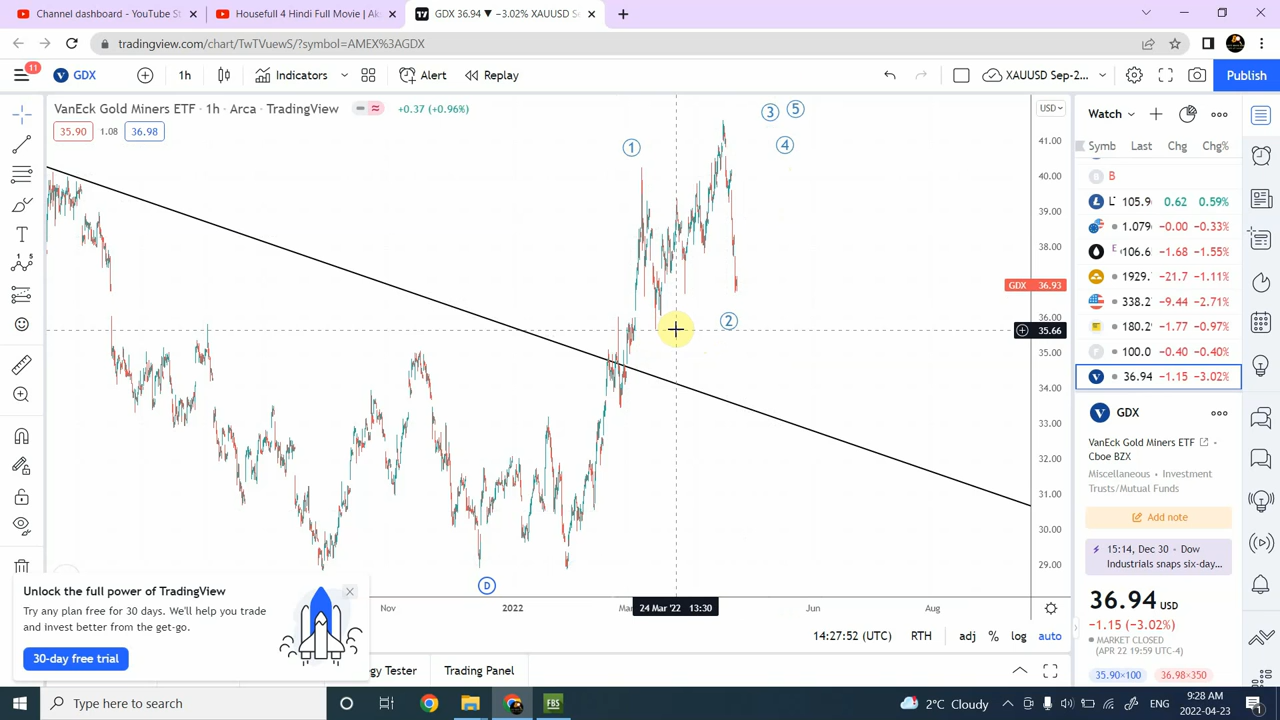 Channel dashboard - YouTube St
Housefull 4 Hindi Full Movie | Ak
GDX 36.94 ▼ −3.02% XAUUSD Se
tradingview.com/chart/TwTVuewS/?symbol=AMEX%3AGDX
11
GDX
1h
Indicators
Alert
Replay
XAUUSD Sep-2...
Publish
VanEck Gold Miners ETF · 1h · Arca · TradingView
+0.37 (+0.96%)
35.90
1.08
36.98
USD
1
2
3
4
5
D
41.00
40.00
39.00
38.00
GDX 36.93
36.00
35.66
35.00
34.00
33.00
32.00
31.00
30.00
29.00
Nov
2022
Mar
24 Mar '22 13:30
Jun
Aug
14:27:52 (UTC)
RTH
adj
%
log
auto
Watch
Symb Last Chg Chg%
B
L 105.9 0.62 0.59%
1.079 −0.00 −0.33%
E 106.6 −1.68 −1.55%
1929. −21.7 −1.11%
338.2 −9.44 −2.71%
180.2 −1.77 −0.97%
100.0 −0.40 −0.40%
36.94 −1.15 −3.02%
GDX
VanEck Gold Miners ETF ·
Cboe BZX
Miscellaneous • Investment
Trusts/Mutual Funds
Add note
15:14, Dec 30 • Dow
Industrials snaps six-day...
36.94 USD
−1.15 (−3.02%)
MARKET CLOSED
(APR 22 19:59 UTC-4)
35.90×100
36.98×350
Unlock the full power of TradingView
Try any plan free for 30 days. We'll help you trade
and invest better from the get-go.
30-day free trial
egy Tester
Trading Panel
Type here to search
FBS
2°C Cloudy
9:28 AM
2022-04-23
1